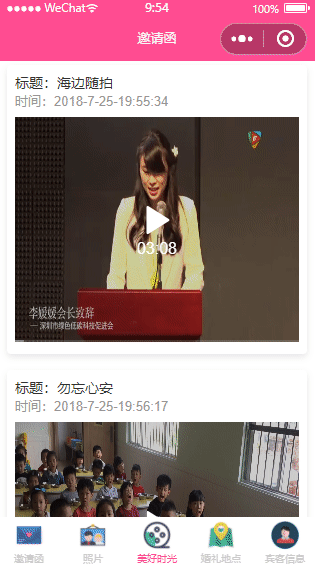 WeChat
9:54
100%
邀请函
标题：海边随拍
时间：2018-7-25-19:55:34
03:08
李媛媛会长致辞
— 深圳市绿色低碳科技促进会
标题：勿忘心安
时间：2018-7-25-19:56:17
邀请函
照片
美好时光
婚礼地点
宾客信息